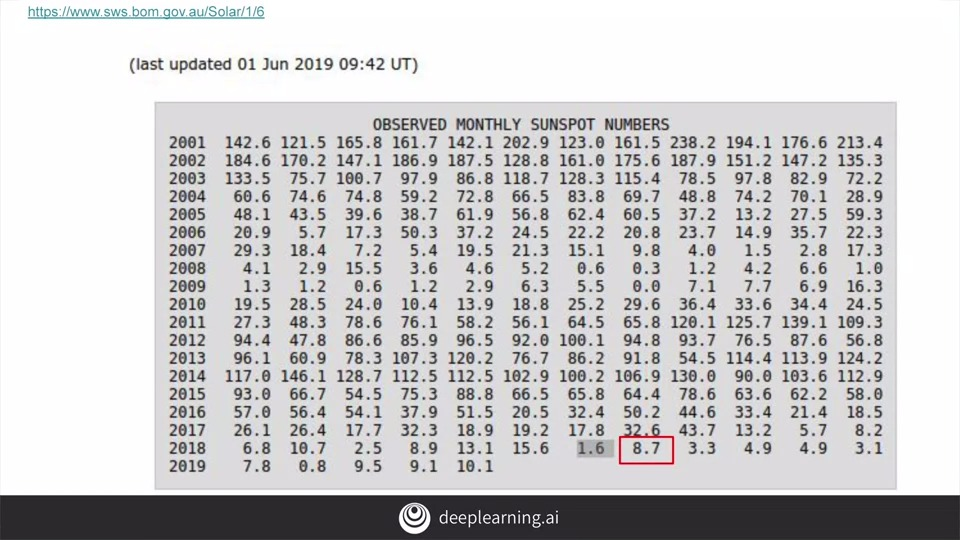 https://www.sws.bom.gov.au/Solar/1/6
(last updated 01 Jun 2019 09:42 UT)
OBSERVED MONTHLY SUNSPOT NUMBERS
2001 142.6 121.5 165.8 161.7 142.1 202.9 123.0 161.5 238.2 194.1 176.6 213.4
2002 184.6 170.2 147.1 186.9 187.5 128.8 161.0 175.6 187.9 151.2 147.2 135.3
2003 133.5 75.7 100.7 97.9 86.8 118.7 128.3 115.4 78.5 97.8 82.9 72.2
2004 60.6 74.6 74.8 59.2 72.8 66.5 83.8 69.7 48.8 74.2 70.1 28.9
2005 48.1 43.5 39.6 38.7 61.9 56.8 62.4 60.5 37.2 13.2 27.5 59.3
2006 20.9 5.7 17.3 50.3 37.2 24.5 22.2 20.8 23.7 14.9 35.7 22.3
2007 29.3 18.4 7.2 5.4 19.5 21.3 15.1 9.8 4.0 1.5 2.8 17.3
2008 4.1 2.9 15.5 3.6 4.6 5.2 0.6 0.3 1.2 4.2 6.6 1.0
2009 1.3 1.2 0.6 1.2 2.9 6.3 5.5 0.0 7.1 7.7 6.9 16.3
2010 19.5 28.5 24.0 10.4 13.9 18.8 25.2 29.6 36.4 33.6 34.4 24.5
2011 27.3 48.3 78.6 76.1 58.2 56.1 64.5 65.8 120.1 125.7 139.1 109.3
2012 94.4 47.8 86.6 85.9 96.5 92.0 100.1 94.8 93.7 76.5 87.6 56.8
2013 96.1 60.9 78.3 107.3 120.2 76.7 86.2 91.8 54.5 114.4 113.9 124.2
2014 117.0 146.1 128.7 112.5 112.5 102.9 100.2 106.9 130.0 90.0 103.6 112.9
2015 93.0 66.7 54.5 75.3 88.8 66.5 65.8 64.4 78.6 63.6 62.2 58.0
2016 57.0 56.4 54.1 37.9 51.5 20.5 32.4 50.2 44.6 33.4 21.4 18.5
2017 26.1 26.4 17.7 32.3 18.9 19.2 17.8 32.6 43.7 13.2 5.7 8.2
2018 6.8 10.7 2.5 8.9 13.1 15.6 1.6 8.7 3.3 4.9 4.9 3.1
2019 7.8 0.8 9.5 9.1 10.1
deeplearning.ai